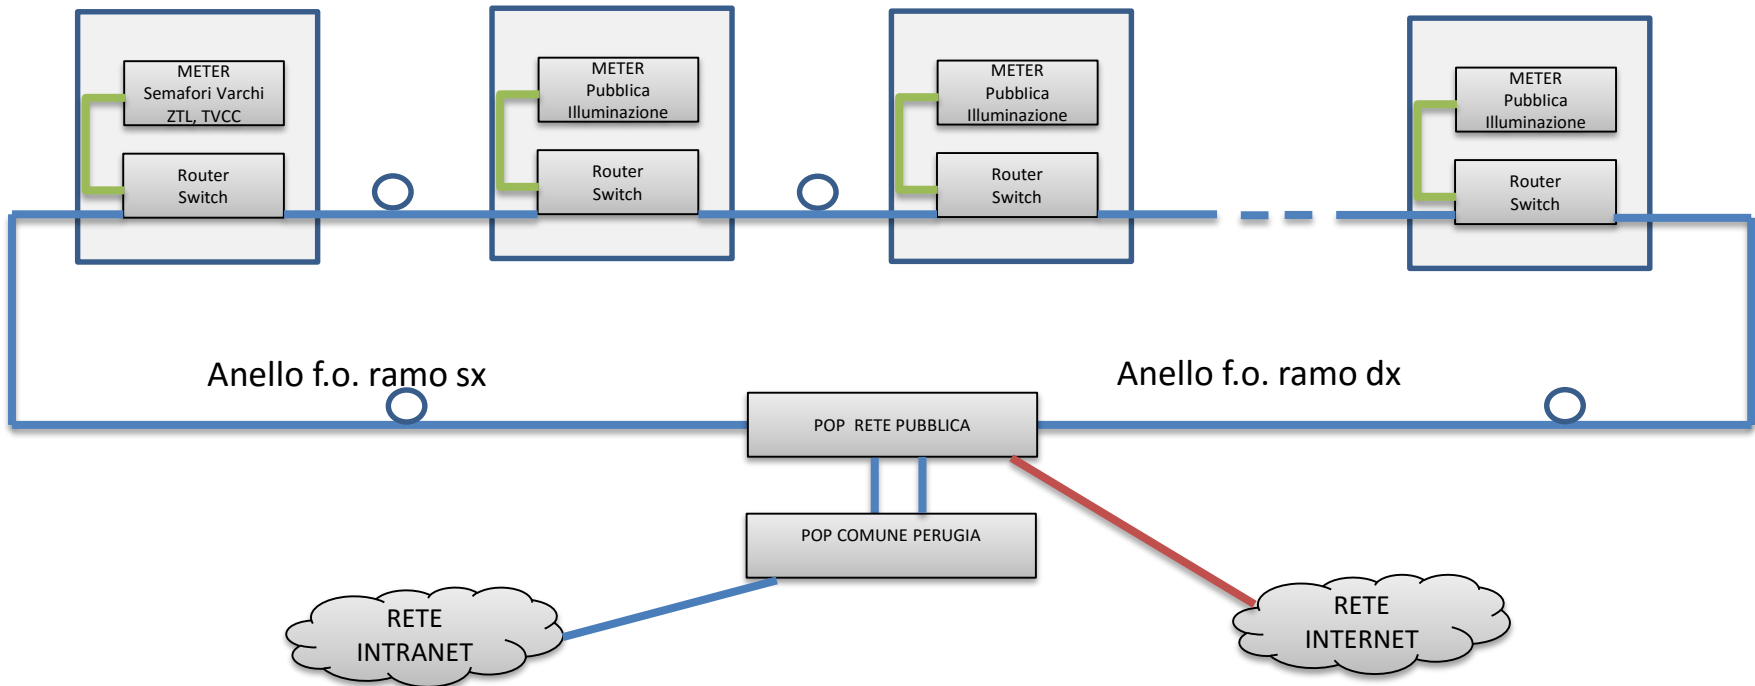 METER
Semafori Varchi
ZTL, TVCC
Router
Switch
METER
Pubblica
Illuminazione
Router
Switch
METER
Pubblica
Illuminazione
Router
Switch
METER
Pubblica
Illuminazione
Router
Switch
Anello f.o. ramo sx
Anello f.o. ramo dx
POP RETE PUBBLICA
POP COMUNE PERUGIA
RETE
INTRANET
RETE
INTERNET